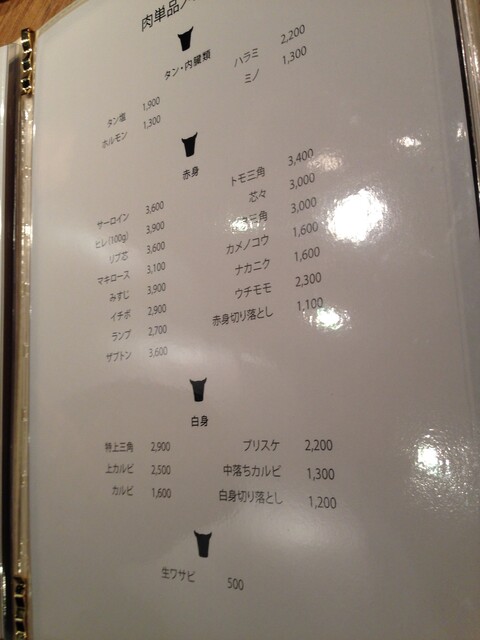 肉単品
タン・内臓類
タン塩 1,900
ホルモン 1,300
ハラミ 2,200
ミノ 1,300
赤身
サーロイン 3,600
ヒレ(100g) 3,900
リブ芯 3,600
マキロース 3,100
みすじ 3,900
イチボ 2,900
ランプ 2,700
ザブトン 3,600
トモ三角 3,400
芯々 3,000
三角 3,000
カメノコウ 1,600
ナカニク 1,600
ウチモモ 2,300
赤身切り落とし 1,100
白身
特上三角 2,900
上カルビ 2,500
カルビ 1,600
ブリスケ 2,200
中落ちカルビ 1,300
白身切り落とし 1,200
生ワサビ 500